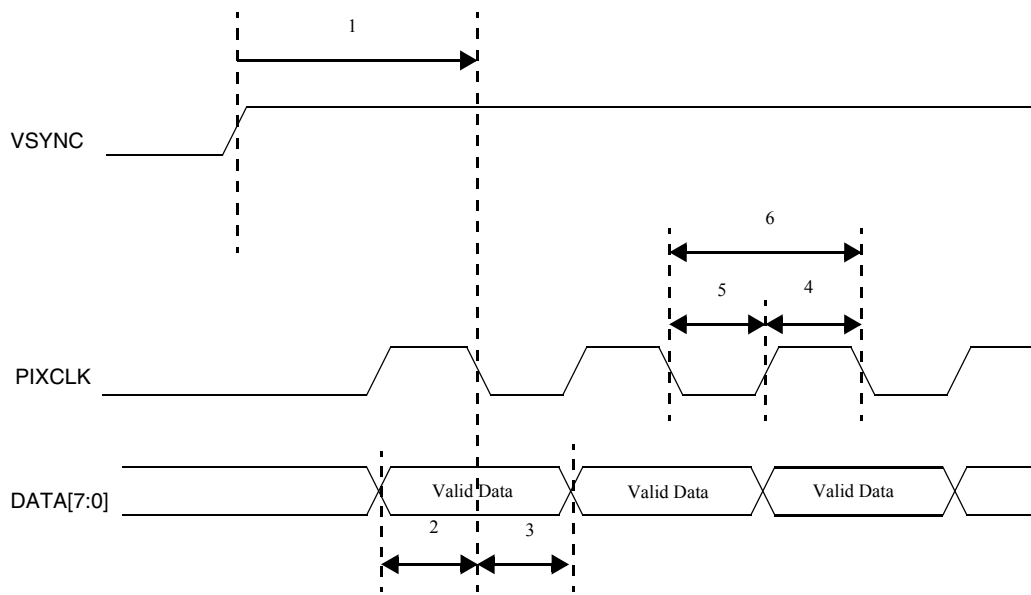 1
VSYNC
6
5
4
PIXCLK
DATA[7:0]
Valid Data
Valid Data
Valid Data
2
3